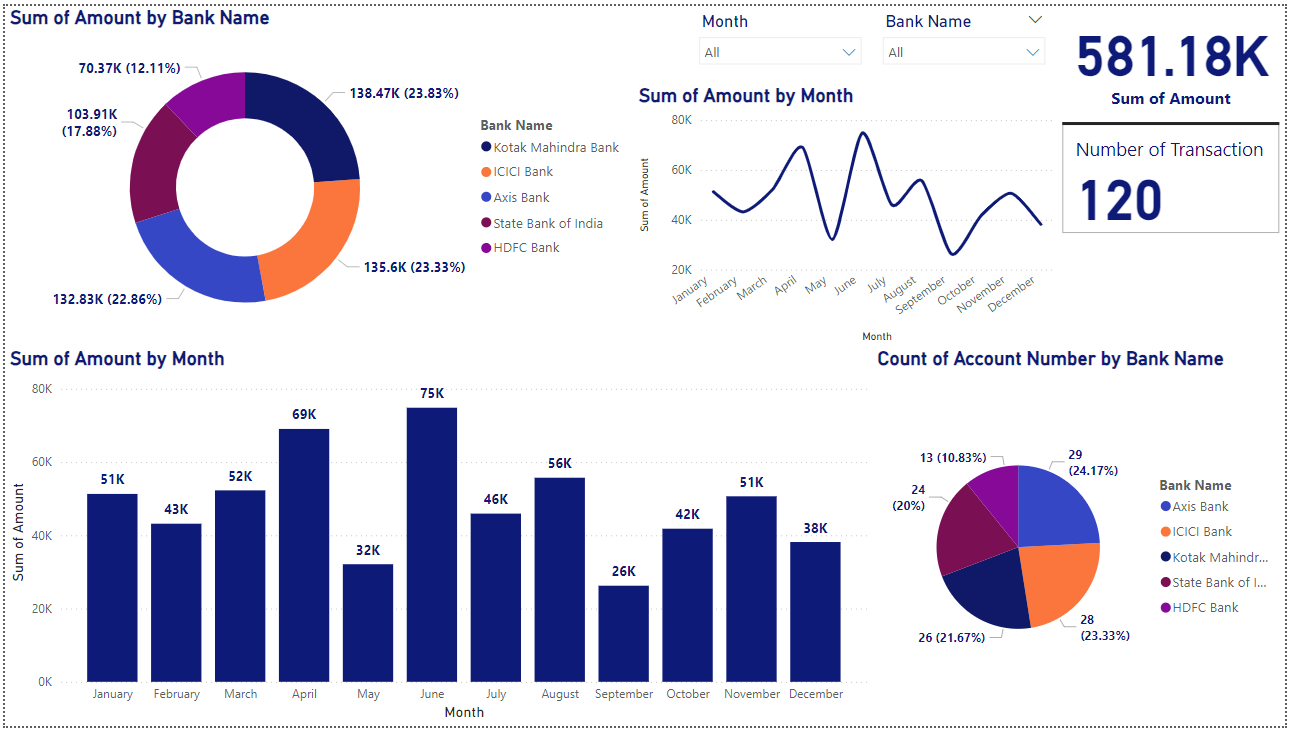 Sum of Amount by Bank Name
70.37K (12.11%)
138.47K (23.83%)
103.91K
(17.88%)
135.6K (23.33%)
132.83K (22.86%)
Bank Name
Kotak Mahindra Bank
ICICI Bank
Axis Bank
State Bank of India
HDFC Bank
Month
All
Bank Name
All
581.18K
Sum of Amount
Number of Transaction
120
Sum of Amount by Month
80K
60K
40K
20K
Sum of Amount
January
February
March
April
May
June
July
August
September
October
November
December
Month
Sum of Amount by Month
80K
60K
40K
20K
0K
Sum of Amount
51K
43K
52K
69K
32K
75K
46K
56K
26K
42K
51K
38K
January
February
March
April
May
June
July
August
September
October
November
December
Month
Count of Account Number by Bank Name
13 (10.83%)
29
(24.17%)
24
(20%)
26 (21.67%)
28
(23.33%)
Bank Name
Axis Bank
ICICI Bank
Kotak Mahindr...
State Bank of I...
HDFC Bank